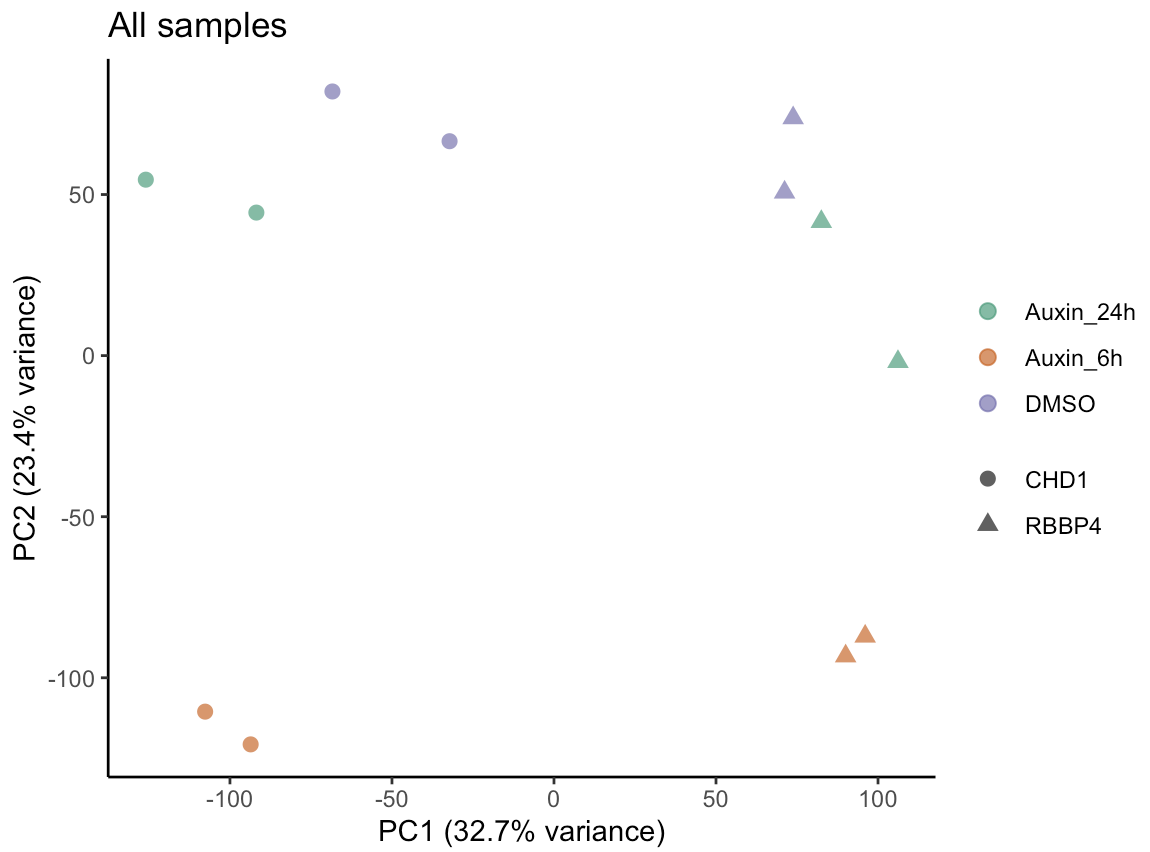 All samples
PC2 (23.4% variance)
50
0
-50
-100
-100
-50
0
50
100
PC1 (32.7% variance)
Auxin_24h
Auxin_6h
DMSO
CHD1
RBBP4